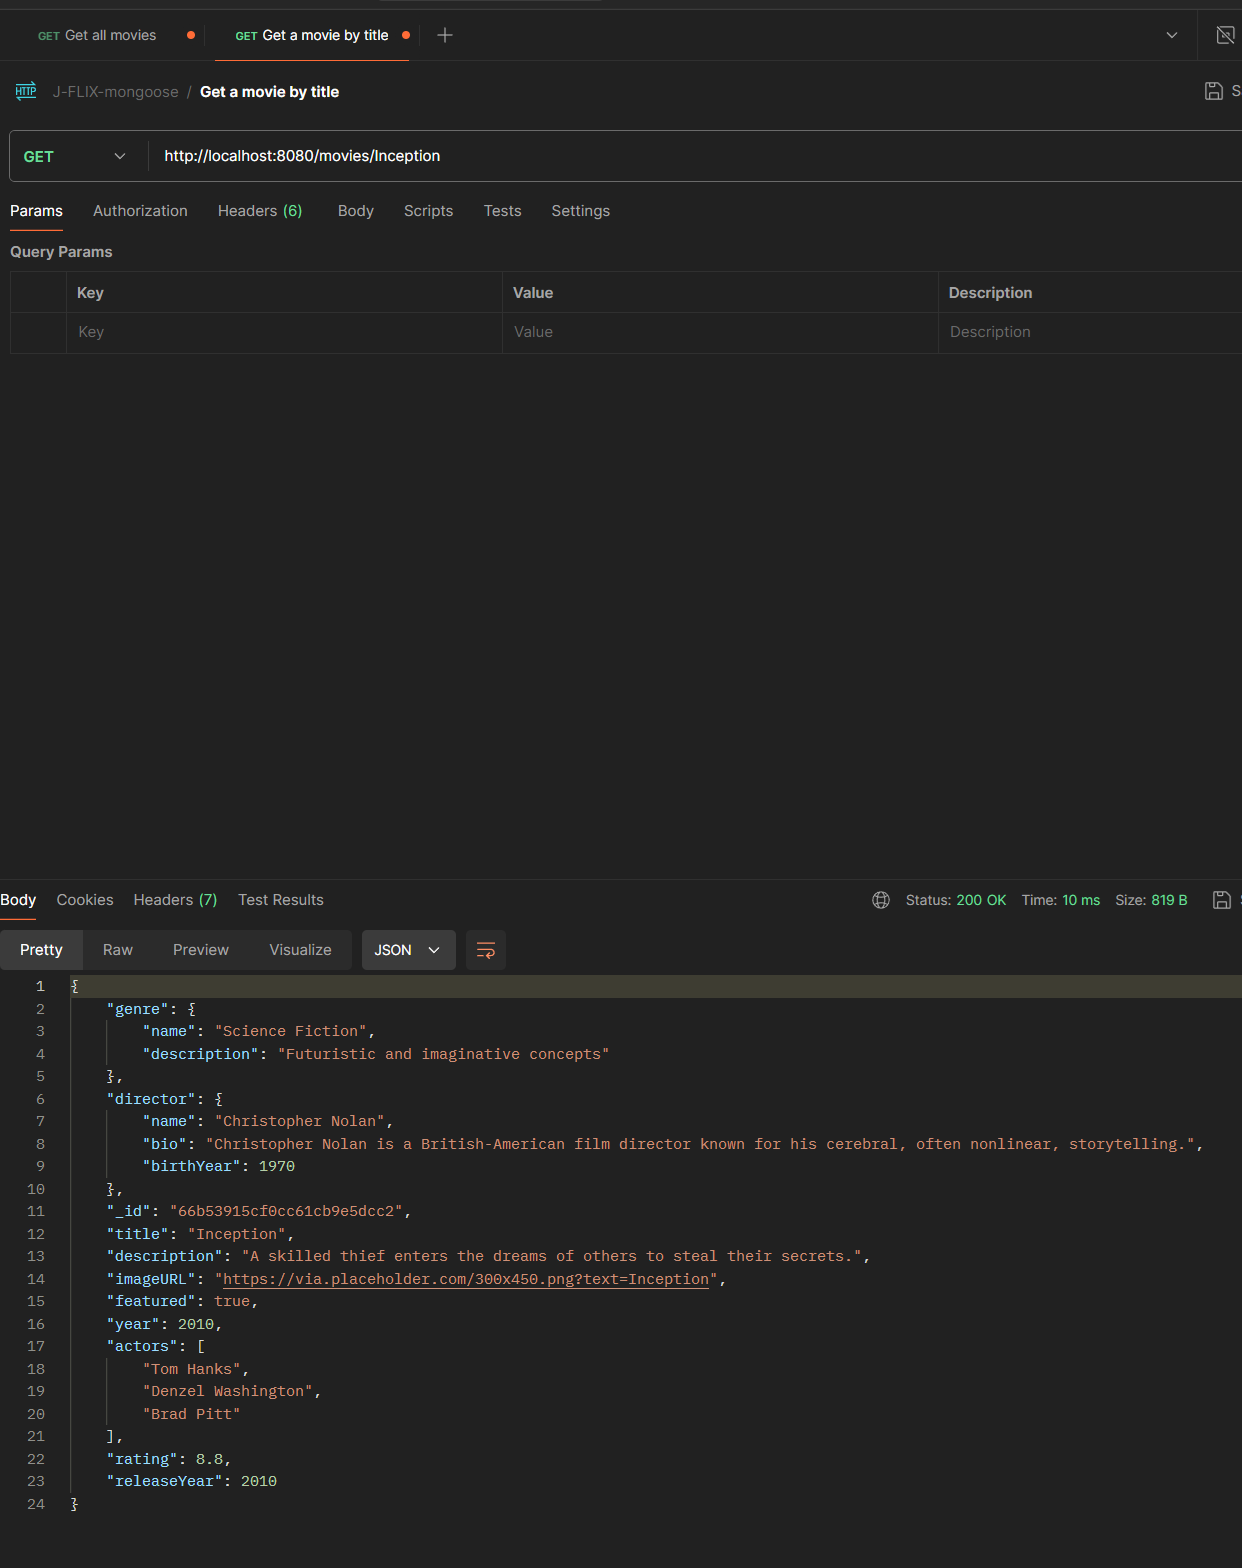 GET Get all movies GET Get a movie by title
HTTP J-FLIX-mongoose / Get a movie by title S
GET http://localhost:8080/movies/Inception
Params Authorization Headers (6) Body Scripts Tests Settings
Query Params
Key Value Description
Key Value Description
Body Cookies Headers (7) Test Results Status: 200 OK Time: 10 ms Size: 819 B
Pretty Raw Preview Visualize JSON
1 {
2 "genre": {
3 "name": "Science Fiction",
4 "description": "Futuristic and imaginative concepts"
5 },
6 "director": {
7 "name": "Christopher Nolan",
8 "bio": "Christopher Nolan is a British-American film director known for his cerebral, often nonlinear, storytelling.",
9 "birthYear": 1970
10 },
11 "_id": "66b53915cf0cc61cb9e5dcc2",
12 "title": "Inception",
13 "description": "A skilled thief enters the dreams of others to steal their secrets.",
14 "imageURL": "https://via.placeholder.com/300x450.png?text=Inception",
15 "featured": true,
16 "year": 2010,
17 "actors": [
18 "Tom Hanks",
19 "Denzel Washington",
20 "Brad Pitt"
21 ],
22 "rating": 8.8,
23 "releaseYear": 2010
24 }